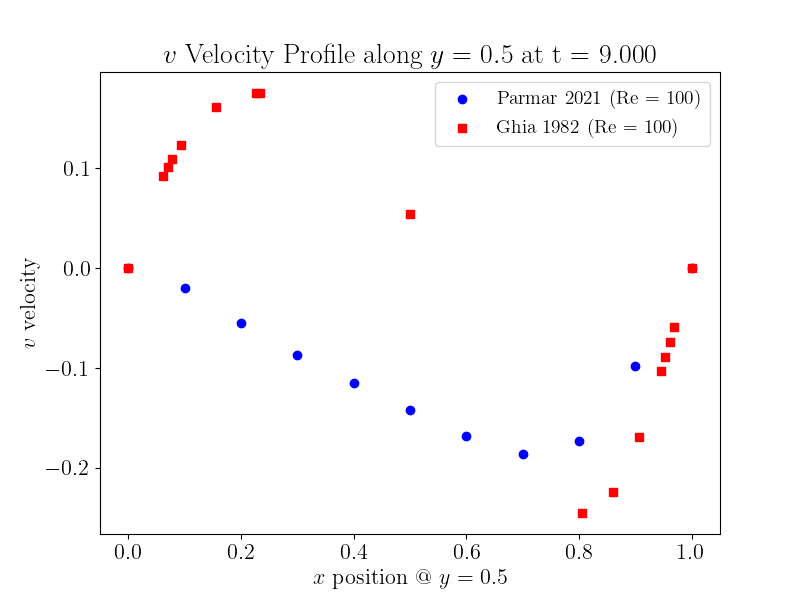 v Velocity Profile along y = 0.5 at t = 9.000
Parmar 2021 (Re = 100)
Ghia 1982 (Re = 100)
0.1
0.0
−0.1
−0.2
v velocity
0.0 0.2 0.4 0.6 0.8 1.0
x position @ y = 0.5